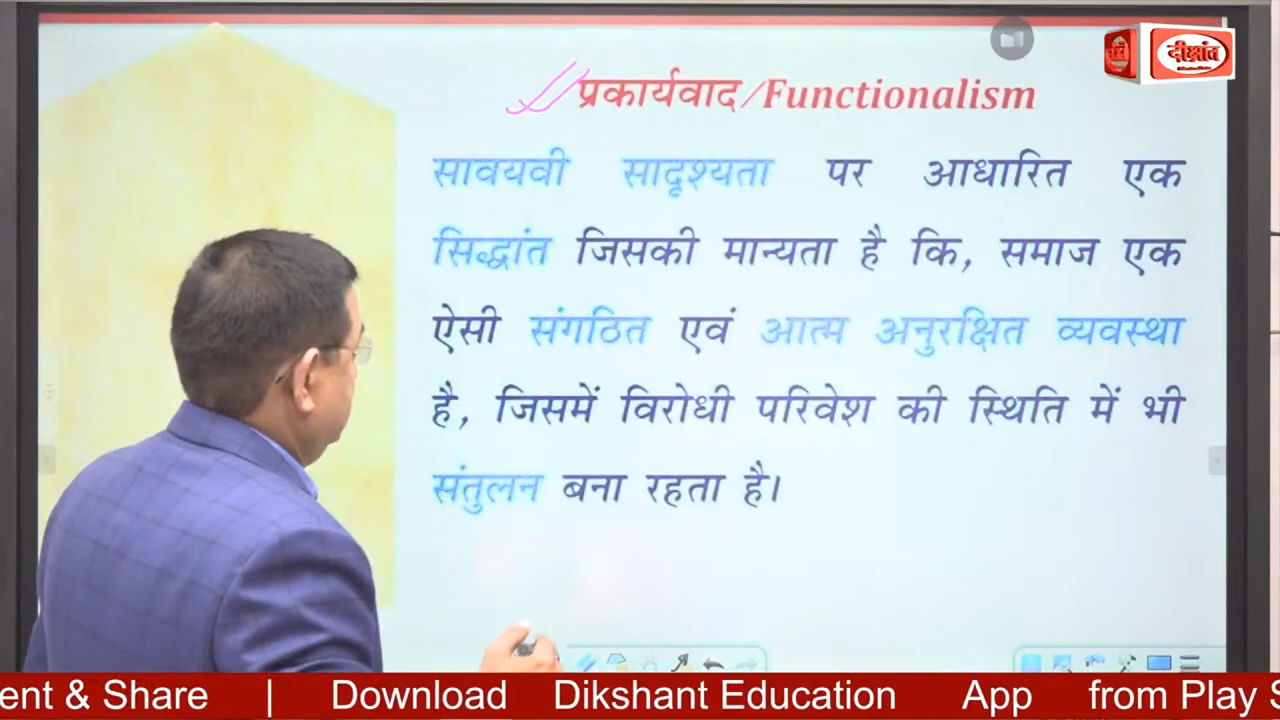 दीक्षांत
प्रकार्यवाद/Functionalism
सावयवी सादृश्यता पर आधारित एक
सिद्धांत जिसकी मान्यता है कि, समाज एक
ऐसी संगठित एवं आत्म अनुरक्षित व्यवस्था
है, जिसमें विरोधी परिवेश की स्थिति में भी
संतुलन बना रहता है।
ent & Share | Download Dikshant Education App from Play S